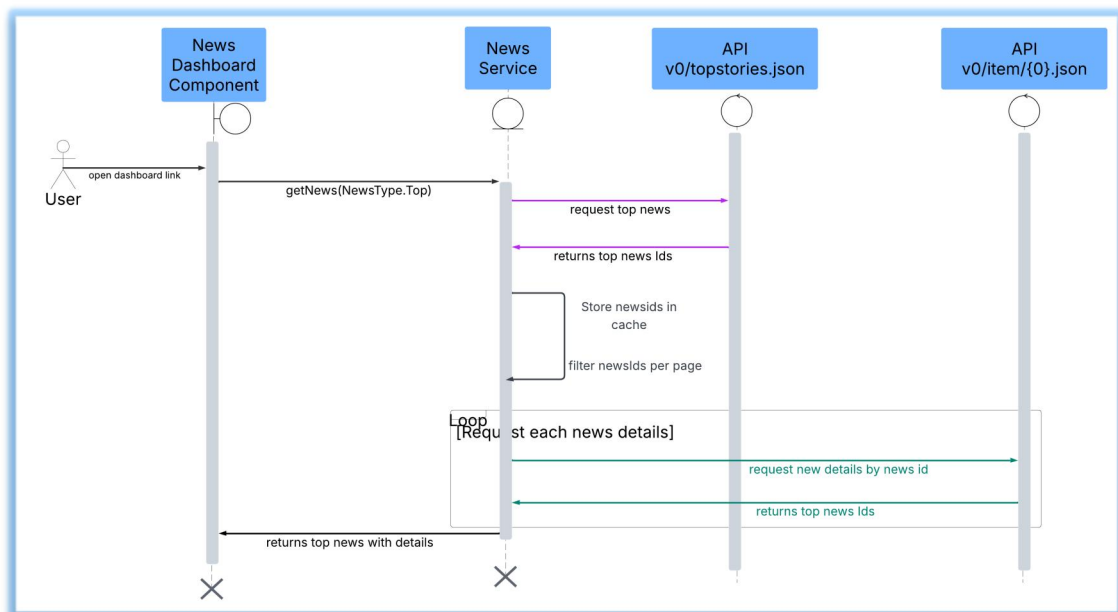 News
Dashboard
Component
News
Service
API
v0/topstories.json
API
v0/item/{0}.json
open dashboard link
User
getNews(NewsType.Top)
request top news
returns top news Ids
Store newsids in
cache
filter newsIds per page
Loop
[Request each news details]
request new details by news id
returns top news Ids
returns top news with details